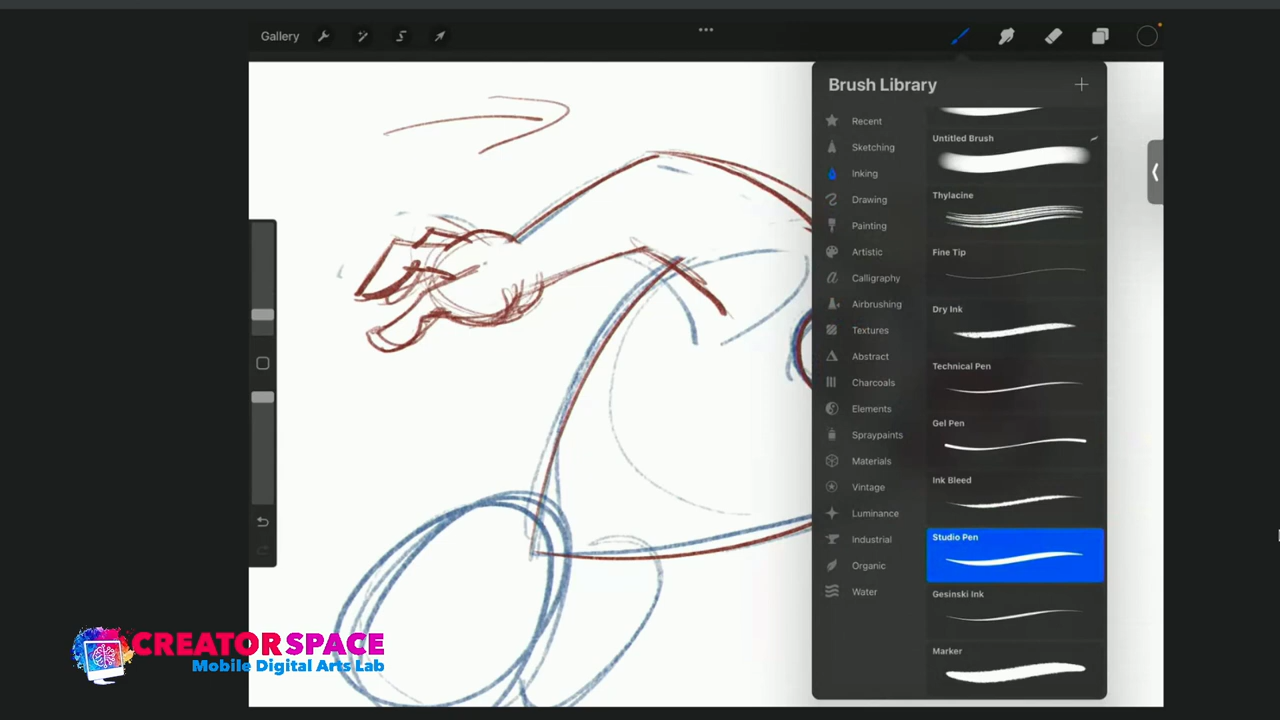 Gallery
Brush Library
Recent
Sketching
Inking
Drawing
Painting
Artistic
Calligraphy
Airbrushing
Textures
Abstract
Charcoals
Elements
Spraypaints
Materials
Vintage
Luminance
Industrial
Organic
Water
Untitled Brush
Thylacine
Fine Tip
Dry Ink
Technical Pen
Gel Pen
Ink Bleed
Studio Pen
Gesinski Ink
Marker
CREATORSPACE
Mobile Digital Arts Lab